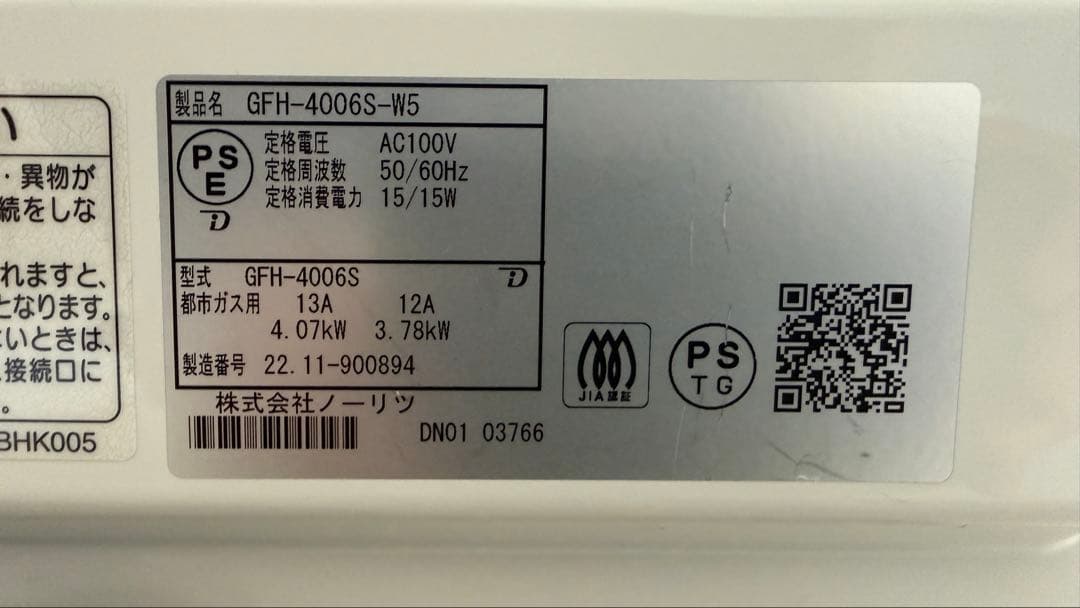 い
・異物が
続をしな
れますと、
となります。
ないときは、
接続口に
。
BHK005
製品名 GFH-4006S-W5
PS
E
定格電圧 AC100V
定格周波数 50/60Hz
定格消費電力 15/15W
型式 GFH-4006S
都市ガス用 13A 12A
4.07kW 3.78kW
製造番号 22.11-900894
株式会社ノーリツ
DN01 03766
JIA認証
PS
TG